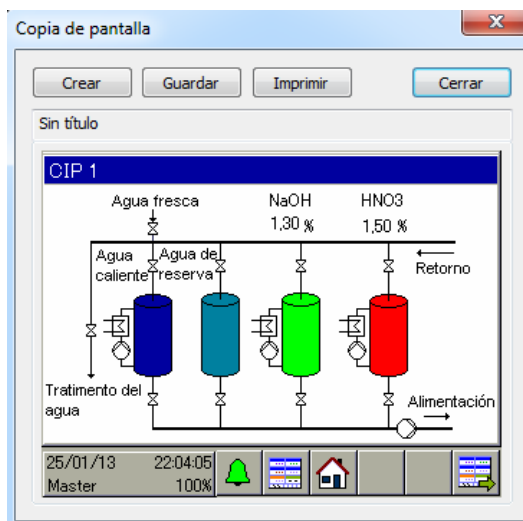 Copia de pantalla
Crear Guardar Imprimir Cerrar
Sin título
CIP 1
Agua fresca NaOH HNO3
1,30 % 1,50 %
Agua
caliente
Agua de
reserva
Retorno
Tratimento del
agua
Alimentación
25/01/13 22:04:05
Master 100%